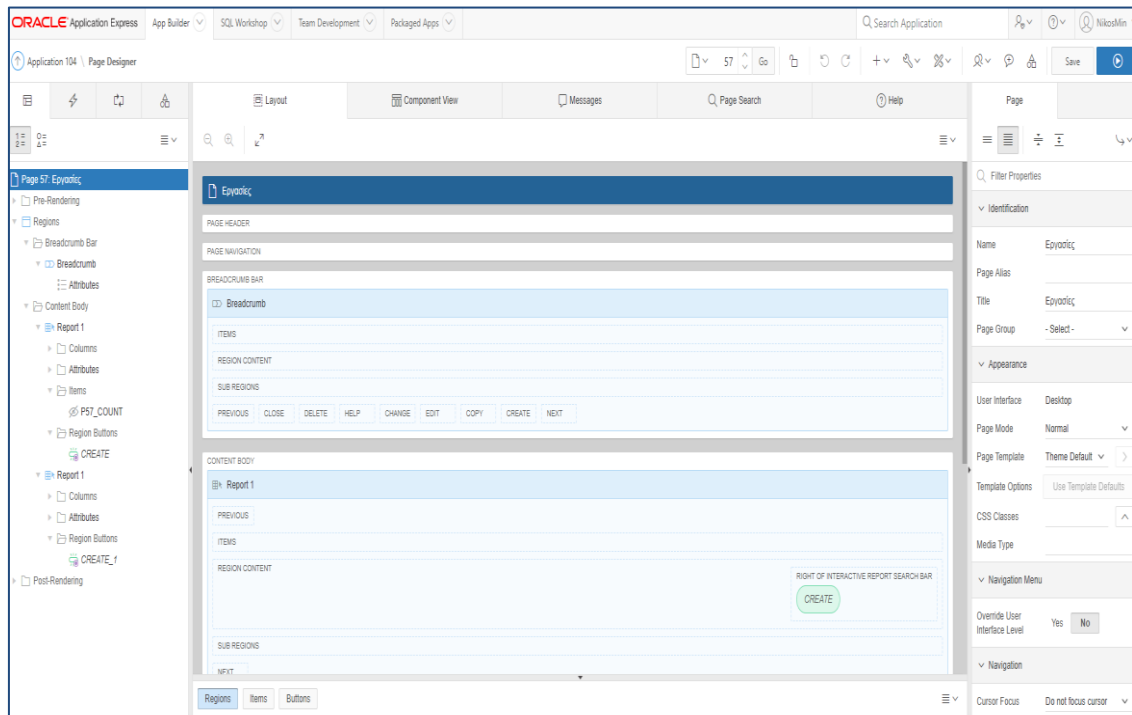 ORACLE Application Express App Builder SQL Workshop Team Development Packaged Apps Search Application NikosMin
Application 104 \ Page Designer 57 Go Save
Layout Component View Messages Page Search Help Page
Page 57: Εργασίες
Pre-Rendering
Regions
Breadcrumb Bar
Breadcrumb
Attributes
Content Body
Report 1
Columns
Attributes
Items
P57_COUNT
Region Buttons
CREATE
Report 1
Columns
Attributes
Region Buttons
CREATE_1
Post-Rendering
Εργασίες
PAGE HEADER
PAGE NAVIGATION
BREADCRUMB BAR
Breadcrumb
ITEMS
REGION CONTENT
SUB REGIONS
PREVIOUS CLOSE DELETE HELP CHANGE EDIT COPY CREATE NEXT
CONTENT BODY
Report 1
PREVIOUS
ITEMS
REGION CONTENT
RIGHT OF INTERACTIVE REPORT SEARCH BAR
CREATE
SUB REGIONS
NEXT
Regions Items Buttons
Filter Properties
Identification
Name Εργασίες
Page Alias
Title Εργασίες
Page Group - Select -
Appearance
User Interface Desktop
Page Mode Normal
Page Template Theme Default
Template Options Use Template Defaults
CSS Classes
Media Type
Navigation Menu
Override User
Interface Level Yes No
Navigation
Cursor Focus Do not focus cursor